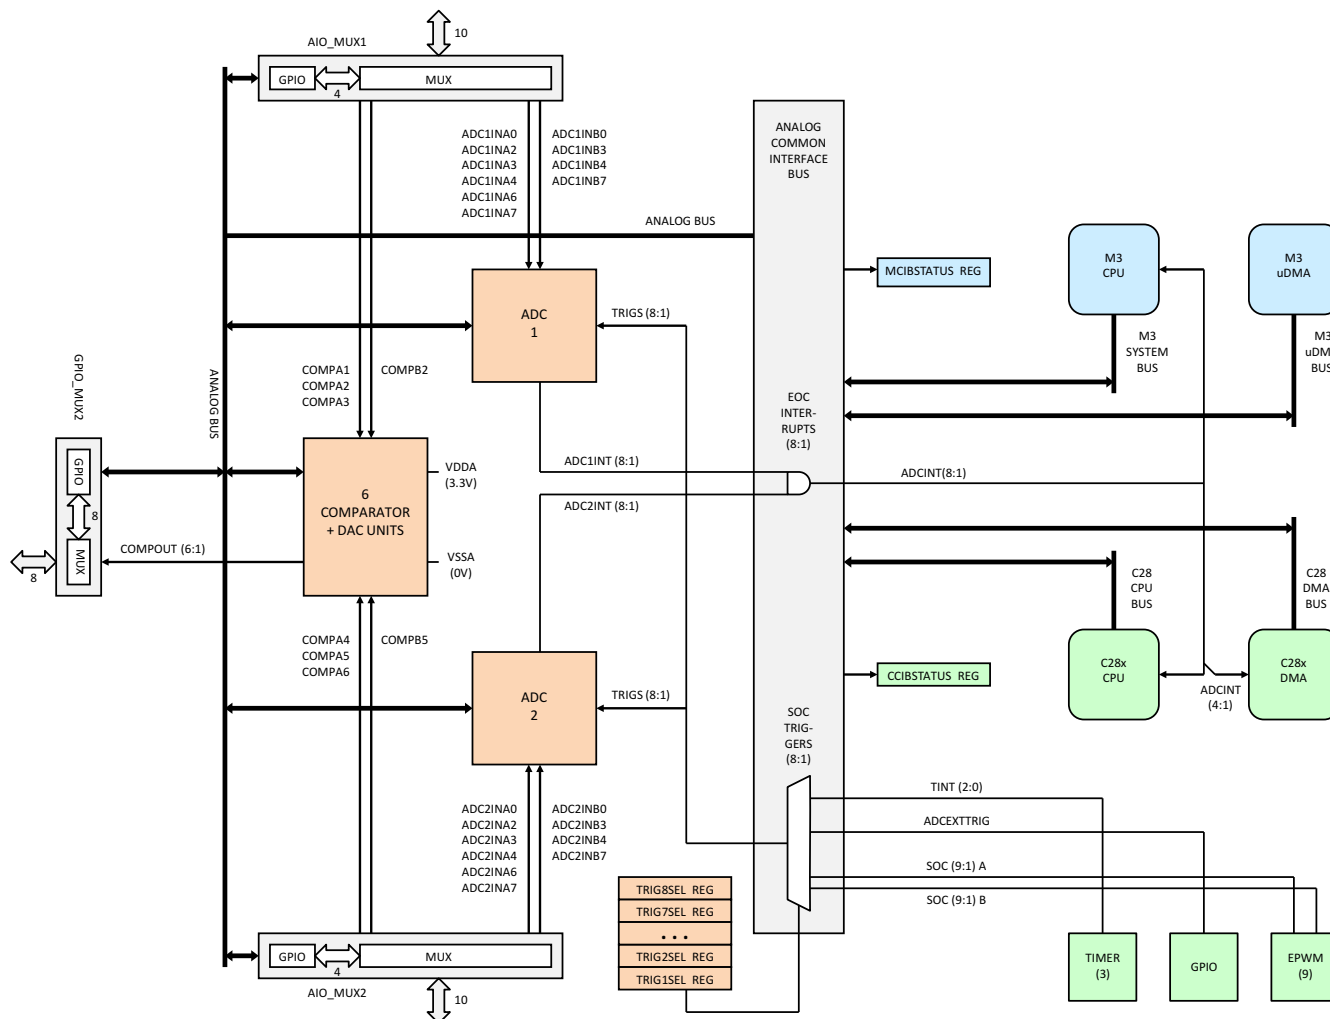 AIO_MUX1
10
GPIO
MUX
4
ADC1INA0
ADC1INA2
ADC1INA3
ADC1INA4
ADC1INA6
ADC1INA7
ADC1INB0
ADC1INB3
ADC1INB4
ADC1INB7
ANALOG
COMMON
INTERFACE
BUS
ANALOG BUS
MCIBSTATUS REG
M3
CPU
M3
uDMA
ADC
1
TRIGS (8:1)
M3
SYSTEM
BUS
M3
uDM
BUS
GPIO_MUX2
ANALOG BUS
COMPA1
COMPA2
COMPA3
COMPB2
EOC
INTER-
RUPTS
(8:1)
GPIO
8
MUX
8
COMPOUT (6:1)
6
COMPARATOR
+ DAC UNITS
VDDA
(3.3V)
VSSA
(0V)
ADC1INT (8:1)
ADC2INT (8:1)
ADCINT(8:1)
C28
CPU
BUS
C28
DMA
BUS
COMPA4
COMPA5
COMPA6
COMPB5
ADC
2
TRIGS (8:1)
CCIBSTATUS REG
C28x
CPU
ADCINT
(4:1)
C28x
DMA
SOC
TRIG-
GERS
(8:1)
TINT (2:0)
ADCEXTTRIG
SOC (9:1) A
SOC (9:1) B
ADC2INA0
ADC2INA2
ADC2INA3
ADC2INA4
ADC2INA6
ADC2INA7
ADC2INB0
ADC2INB3
ADC2INB4
ADC2INB7
TRIG8SEL REG
TRIG7SEL REG
. . .
TRIG2SEL REG
TRIG1SEL REG
TIMER
(3)
GPIO
EPWM
(9)
GPIO
MUX
4
AIO_MUX2
10